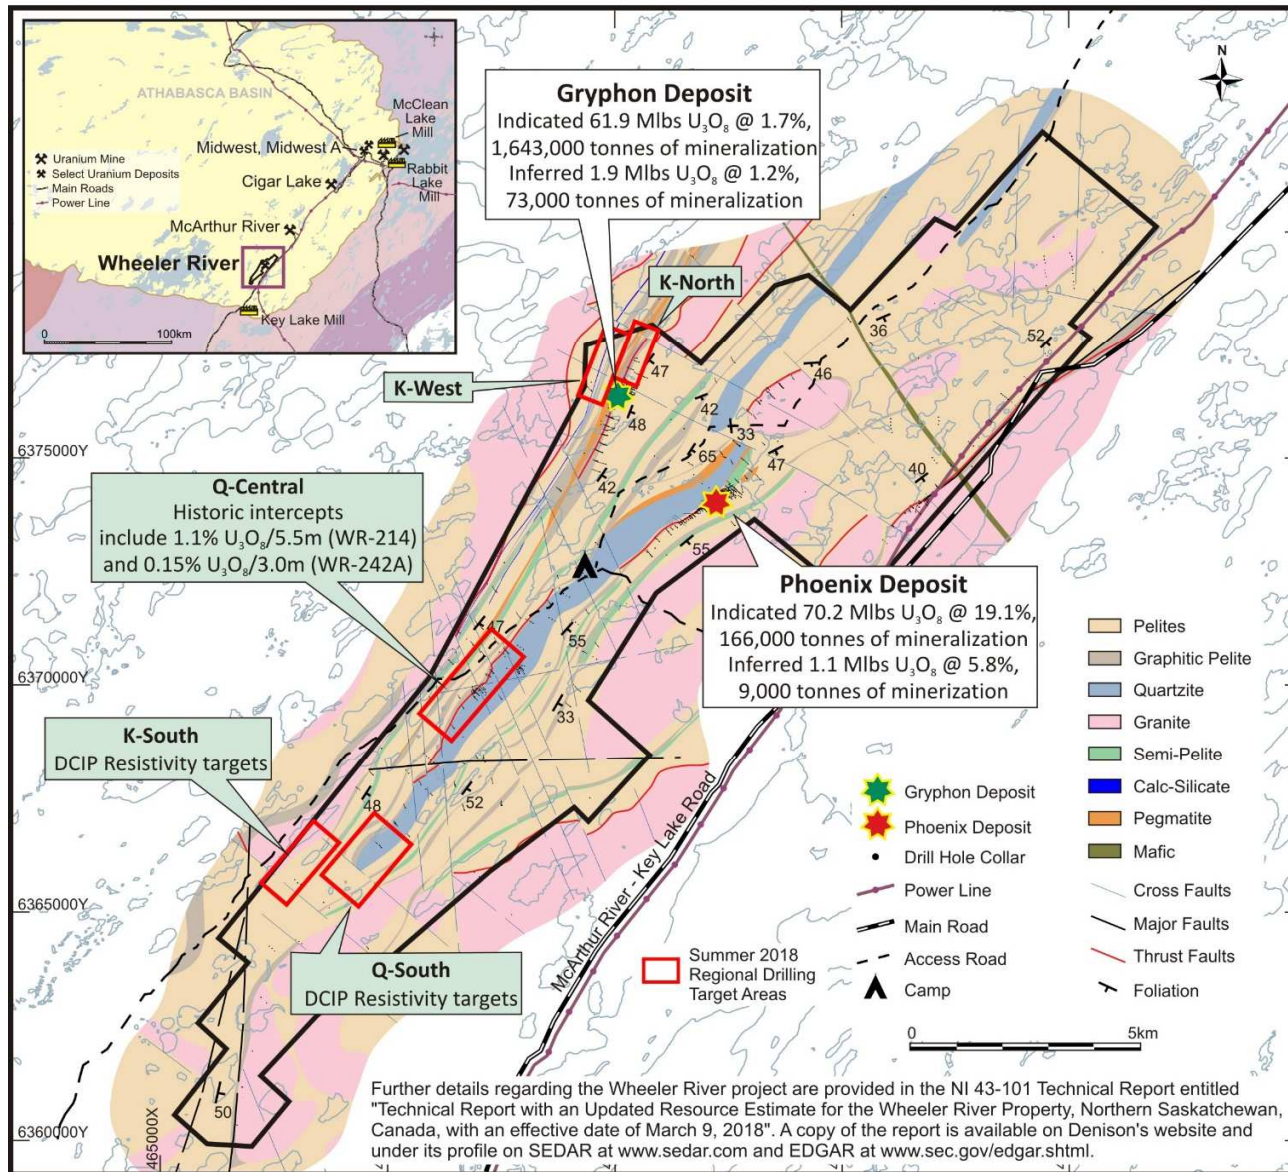 ATHABASCA BASIN
McClean
Lake
Mill
Midwest, Midwest A
Rabbit
Lake
Mill
Cigar Lake
McArthur River
Wheeler River
Key Lake Mill
Uranium Mine
Select Uranium Deposits
Main Roads
Power Line
0 100km
N
Gryphon Deposit
Indicated 61.9 Mlbs U₃O₈ @ 1.7%,
1,643,000 tonnes of mineralization
Inferred 1.9 Mlbs U₃O₈ @ 1.2%,
73,000 tonnes of mineralization
K-North
K-West
36
52
47
46
42
48
33
65
47
42
40
55
6375000Y
Q-Central
Historic intercepts
include 1.1% U₃O₈/5.5m (WR-214)
and 0.15% U₃O₈/3.0m (WR-242A)
Phoenix Deposit
Indicated 70.2 Mlbs U₃O₈ @ 19.1%,
166,000 tonnes of mineralization
Inferred 1.1 Mlbs U₃O₈ @ 5.8%,
9,000 tonnes of minerization
47
55
33
6370000Y
K-South
DCIP Resistivity targets
48
52
6365000Y
Q-South
DCIP Resistivity targets
50
6360000Y
465000X
McArthur River - Key Lake Road
Summer 2018
Regional Drilling
Target Areas
Gryphon Deposit
Phoenix Deposit
Drill Hole Collar
Power Line
Main Road
Access Road
Camp
Pelites
Graphitic Pelite
Quartzite
Granite
Semi-Pelite
Calc-Silicate
Pegmatite
Mafic
Cross Faults
Major Faults
Thrust Faults
Foliation
0 5km
Further details regarding the Wheeler River project are provided in the NI 43-101 Technical Report entitled
"Technical Report with an Updated Resource Estimate for the Wheeler River Property, Northern Saskatchewan,
Canada, with an effective date of March 9, 2018". A copy of the report is available on Denison's website and
under its profile on SEDAR at www.sedar.com and EDGAR at www.sec.gov/edgar.shtml.